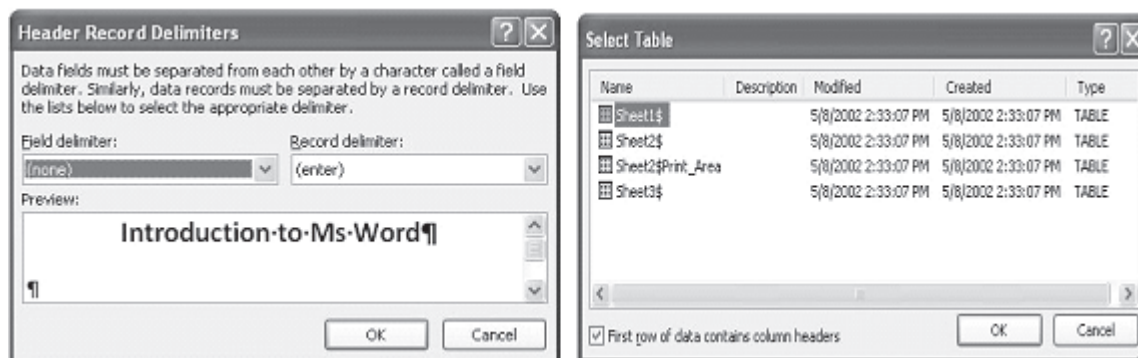 Header Record Delimiters
Data fields must be separated from each other by a character called a field
delimiter. Similarly, data records must be separated by a record delimiter. Use
the lists below to select the appropriate delimiter.
Field delimiter: Record delimiter:
(none) (enter)
Preview:
Introduction·to·Ms·Word¶
¶
OK Cancel
Select Table
Name Description Modified Created Type
Sheet1$ 5/8/2002 2:33:07 PM 5/8/2002 2:33:07 PM TABLE
Sheet2$ 5/8/2002 2:33:07 PM 5/8/2002 2:33:07 PM TABLE
Sheet2$Print_Area 5/8/2002 2:33:07 PM 5/8/2002 2:33:07 PM TABLE
Sheet3$ 5/8/2002 2:33:07 PM 5/8/2002 2:33:07 PM TABLE
First row of data contains column headers OK Cancel